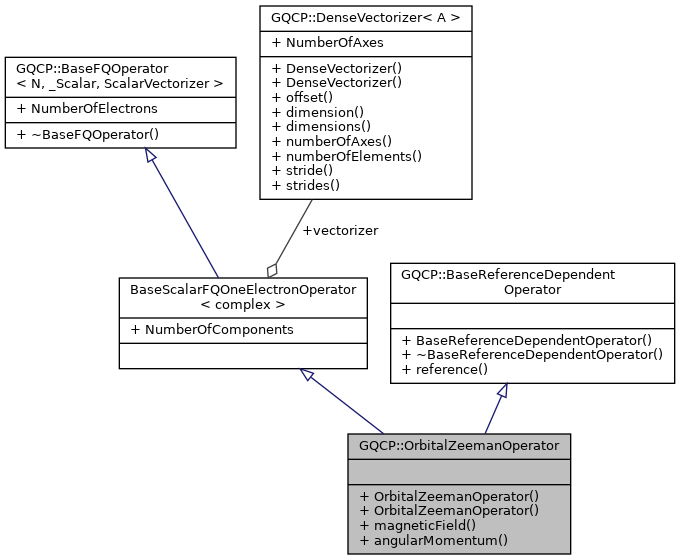 GQCP::DenseVectorizer< A >
+ NumberOfAxes
+ DenseVectorizer()
+ DenseVectorizer()
+ offset()
+ dimension()
+ dimensions()
+ numberOfAxes()
+ numberOfElements()
+ stride()
+ strides()
GQCP::BaseFQOperator
< N, _Scalar, ScalarVectorizer >
+ NumberOfElectrons
+ ~BaseFQOperator()
+vectorizer
BaseScalarFQOneElectronOperator
< complex >
+ NumberOfComponents
GQCP::BaseReferenceDependent
Operator
+ BaseReferenceDependentOperator()
+ ~BaseReferenceDependentOperator()
+ reference()
GQCP::OrbitalZeemanOperator
+ OrbitalZeemanOperator()
+ OrbitalZeemanOperator()
+ magneticField()
+ angularMomentum()